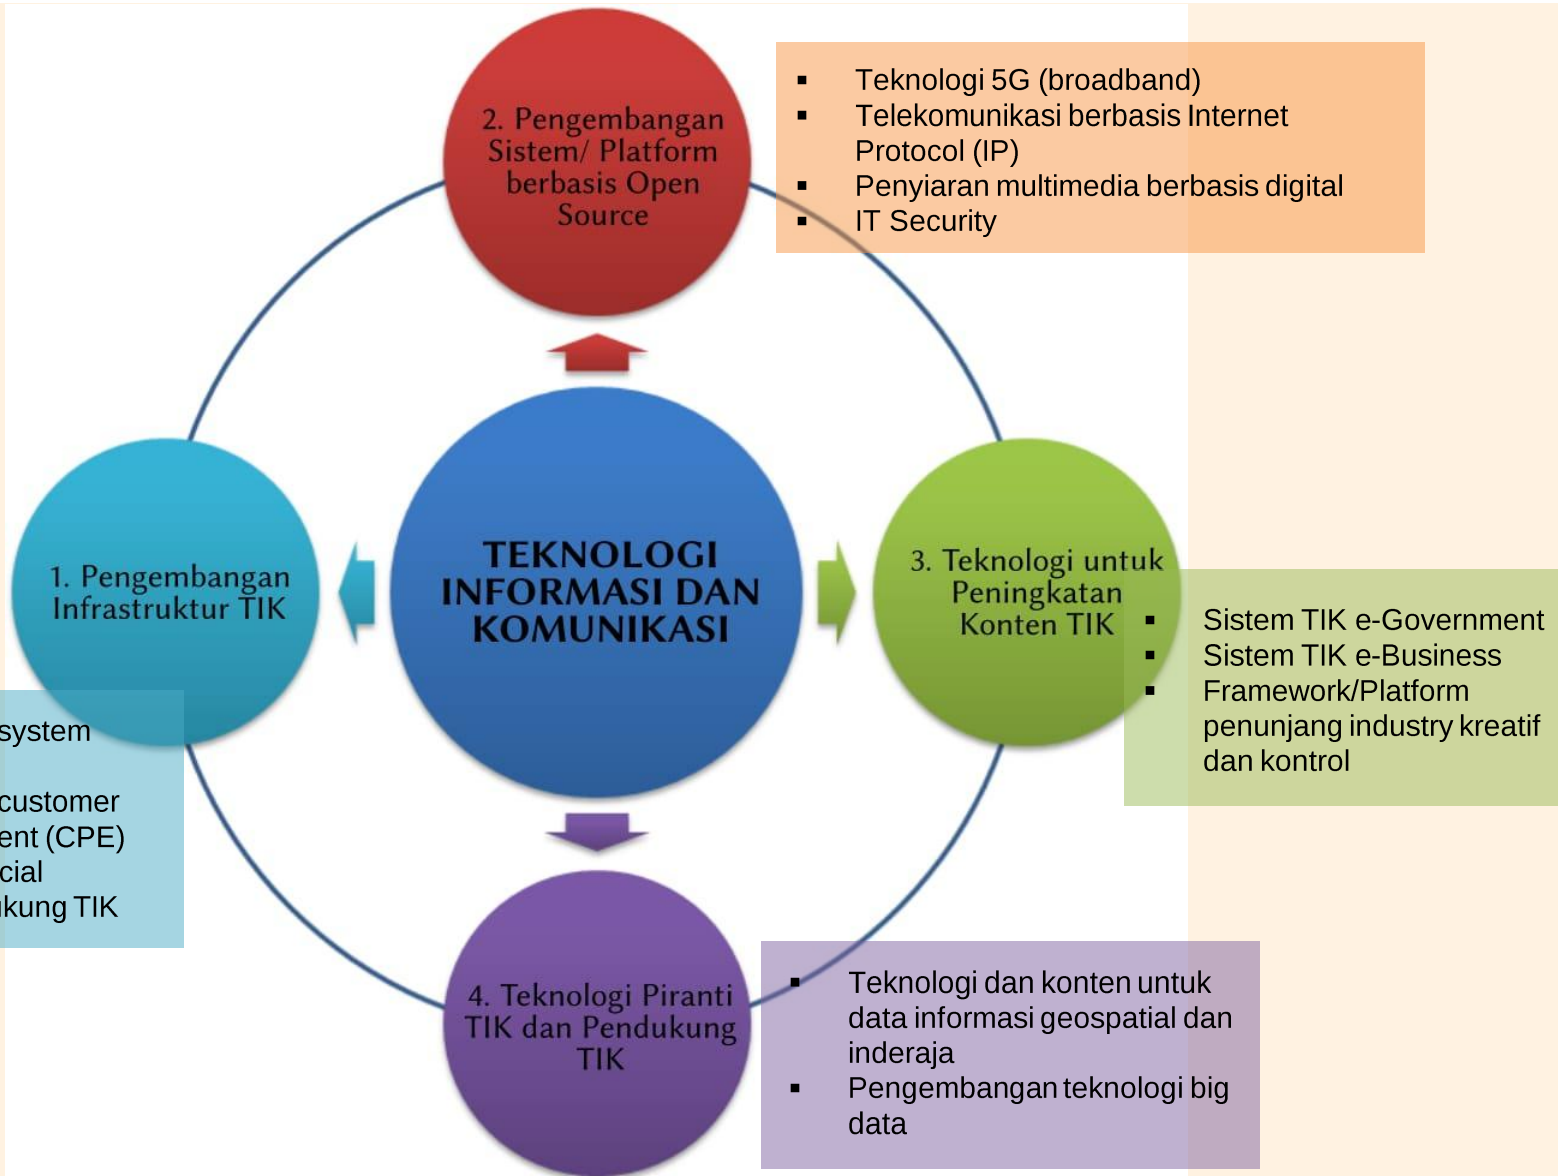 2. Pengembangan
Sistem/ Platform
berbasis Open
Source
▪ Teknologi 5G (broadband)
▪ Telekomunikasi berbasis Internet
Protocol (IP)
▪ Penyiaran multimedia berbasis digital
▪ IT Security
1. Pengembangan
Infrastruktur TIK
TEKNOLOGI
INFORMASI DAN
KOMUNIKASI
3. Teknologi untuk
Peningkatan
Konten TIK
▪ Sistem TIK e-Government
▪ Sistem TIK e-Business
▪ Framework/Platform
penunjang industry kreatif
dan kontrol
system
customer
(CPE)
TIK
4. Teknologi Piranti
TIK dan Pendukung
TIK
▪ Teknologi dan konten untuk
data informasi geospatial dan
inderaja
▪ Pengembangan teknologi big
data